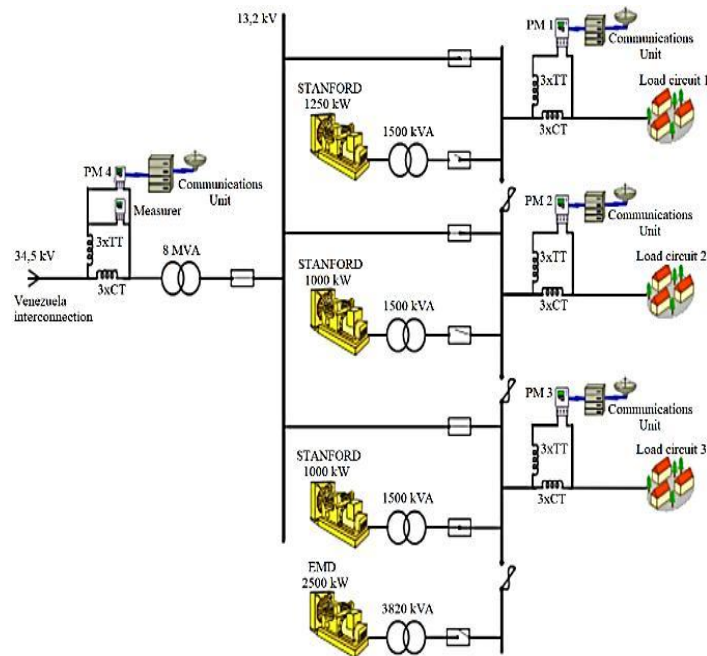 13,2 kV
PM 1
Communications
Unit
3xTT
Load circuit 1
3xCT
STANFORD
1250 kW
1500 kVA
PM 4
Communications
Unit
Measurer
3xTT
34,5 kV
3xCT
8 MVA
Venezuela
interconnection
PM 2
Communications
Unit
3xTT
Load circuit 2
3xCT
STANFORD
1000 kW
1500 kVA
PM 3
Communications
Unit
3xTT
Load circuit 3
3xCT
STANFORD
1000 kW
1500 kVA
EMD
2500 kW
3820 kVA